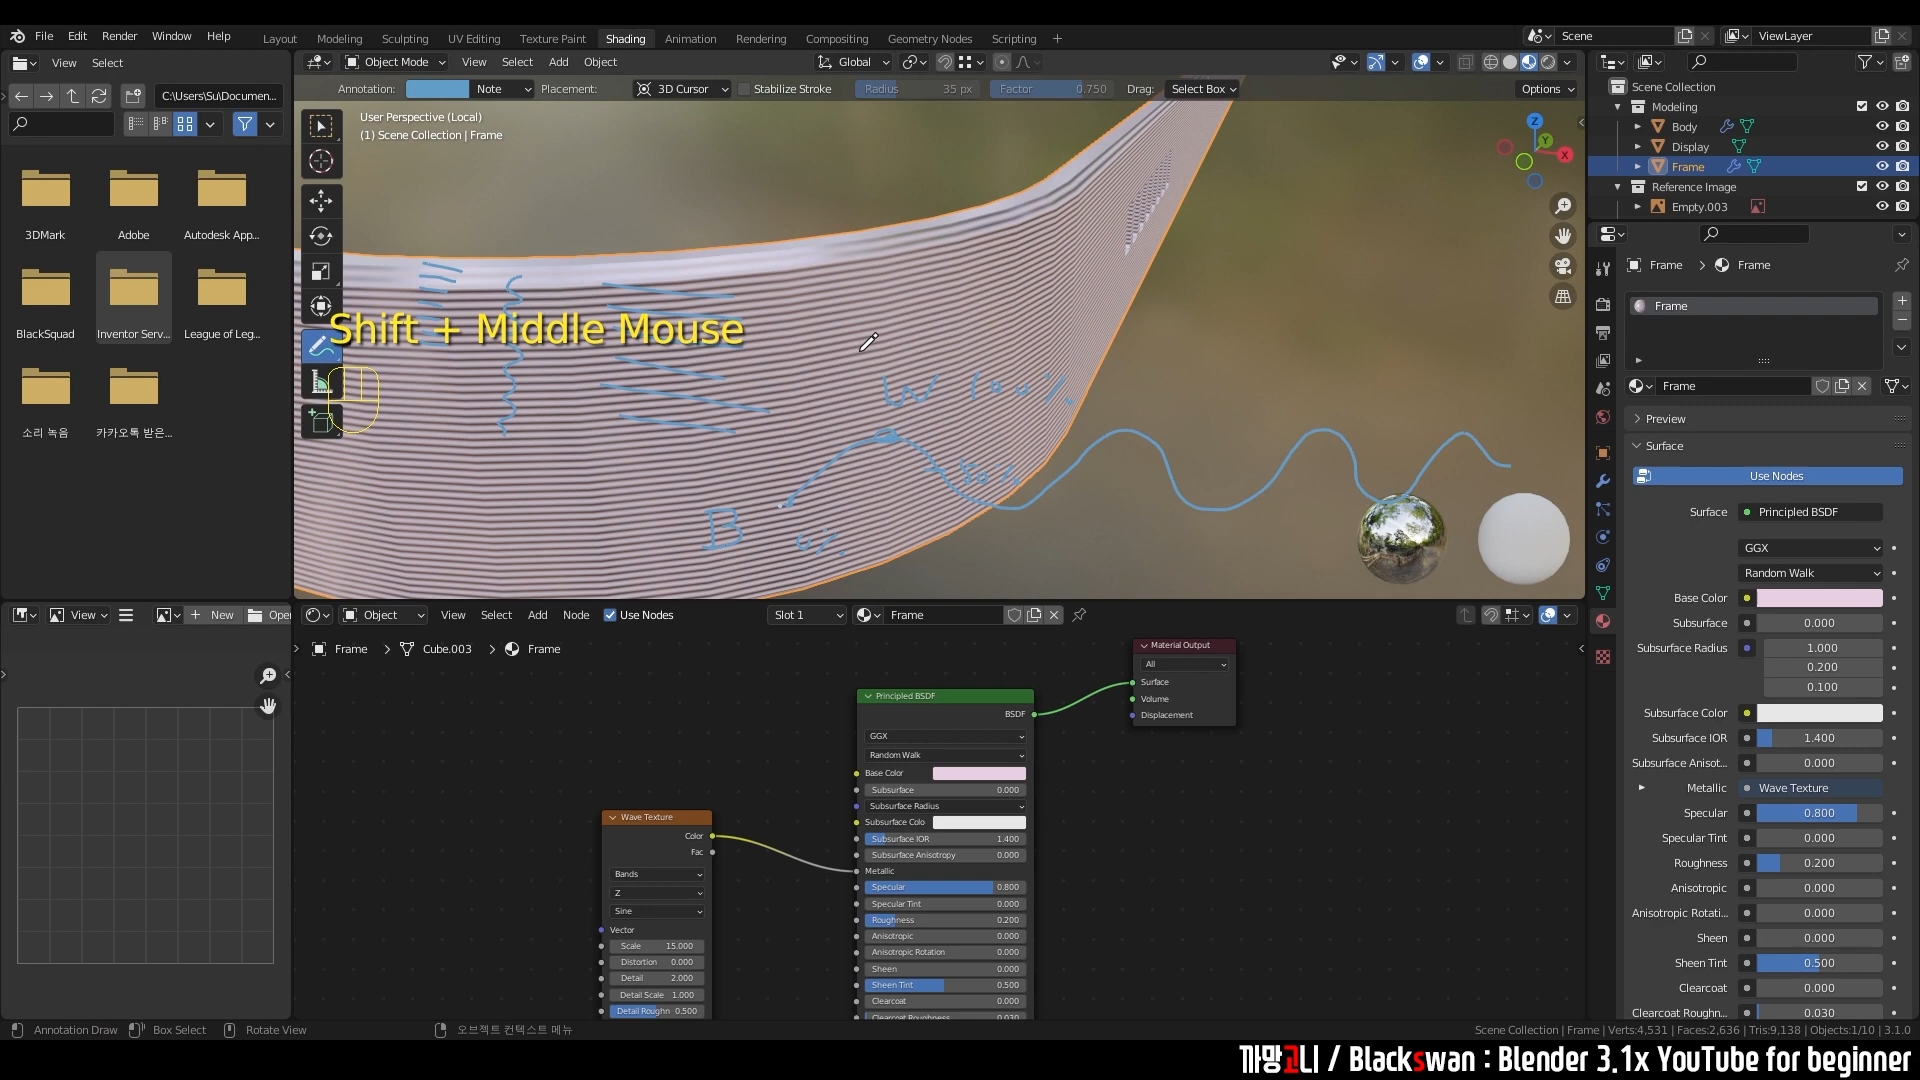 File Edit Render Window Help
Layout Modeling Sculpting UV Editing Texture Paint Shading Animation Rendering Compositing Geometry Nodes Scripting +
Scene
ViewLayer
View Select
Object Mode View Select Add Object
Global
Annotation: Note Placement: 3D Cursor Stabilize Stroke Radius 35 px Factor 0.750 Drag: Select Box
Options
C:\Users\Su\Documen...
User Perspective (Local)
(1) Scene Collection | Frame
3DMark Adobe Autodesk App...
BlackSquad Inventor Serv... League of Leg...
소리 녹음 카카오톡 받은...
Shift + Middle Mouse
W 100%
50%
B 0%
Z
Y
X
Scene Collection
Modeling
Body
Display
Frame
Reference Image
Empty.003
Frame > Frame
Frame
Frame
Preview
Surface
Use Nodes
Surface Principled BSDF
GGX
Random Walk
Base Color
Subsurface 0.000
Subsurface Radius 1.000
0.200
0.100
Subsurface Color
Subsurface IOR 1.400
Subsurface Anisot... 0.000
Metallic Wave Texture
Specular 0.800
Specular Tint 0.000
Roughness 0.200
Anisotropic 0.000
Anisotropic Rotati... 0.000
Sheen 0.000
Sheen Tint 0.500
Clearcoat 0.000
Clearcoat Roughn... 0.030
View
New
Open
Object View Select Add Node Use Nodes
Slot 1
Frame
Frame > Cube.003 > Frame
Material Output
All
Surface
Volume
Displacement
Principled BSDF
BSDF
GGX
Random Walk
Base Color
Subsurface 0.000
Subsurface Radius
Subsurface Colo
Subsurface IOR 1.400
Subsurface Anisotropy 0.000
Metallic
Specular 0.800
Specular Tint 0.000
Roughness 0.200
Anisotropic 0.000
Anisotropic Rotation 0.000
Sheen 0.000
Sheen Tint 0.500
Clearcoat 0.000
Clearcoat Roughness 0.030
Wave Texture
Color
Fac
Bands
Z
Sine
Vector
Scale 15.000
Distortion 0.000
Detail 2.000
Detail Scale 1.000
Detail Roughn 0.500
Annotation Draw Box Select Rotate View 오브젝트 컨텍스트 메뉴
Scene Collection | Frame | Verts:4,531 | Faces:2,636 | Tris:9,138 | Objects:1/10 | 3.1.0
까망고니 / Blackswan : Blender 3.1x YouTube for beginner